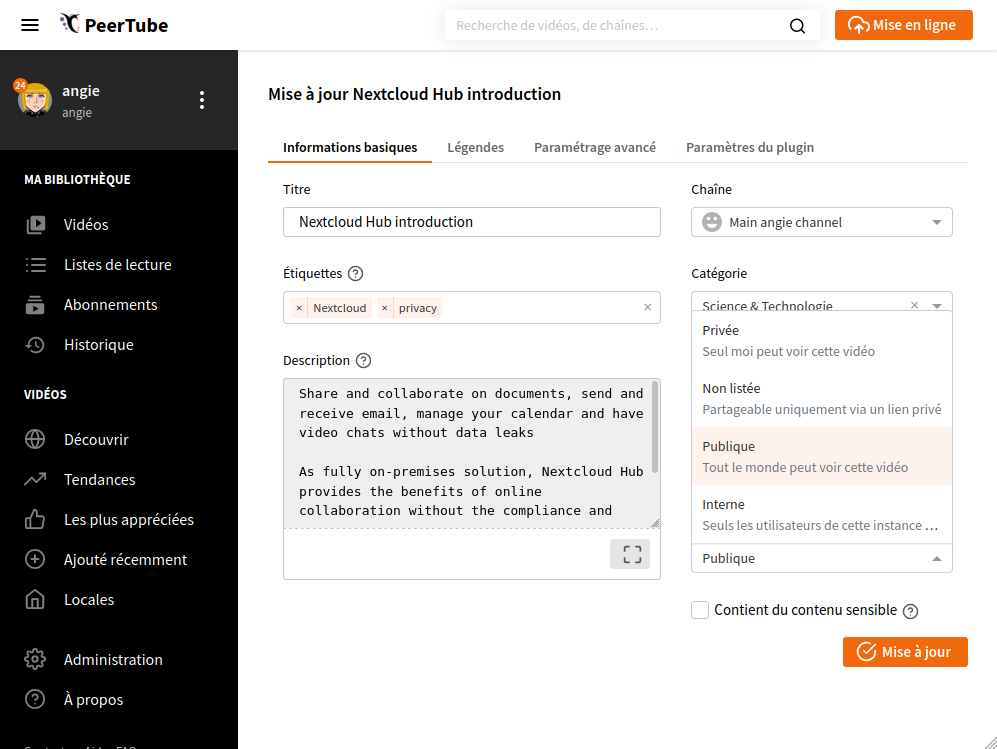 PeerTube
Recherche de vidéos, de chaînes…
Mise en ligne
24
angie
angie
MA BIBLIOTHÈQUE
Vidéos
Listes de lecture
Abonnements
Historique
VIDÉOS
Découvrir
Tendances
Les plus appréciées
Ajouté récemment
Locales
Administration
À propos
Mise à jour Nextcloud Hub introduction
Informations basiques
Légendes
Paramétrage avancé
Paramètres du plugin
Titre
Nextcloud Hub introduction
Étiquettes ?
× Nextcloud × privacy ×
Description ?
Share and collaborate on documents, send and
receive email, manage your calendar and have
video chats without data leaks
As fully on-premises solution, Nextcloud Hub
provides the benefits of online
collaboration without the compliance and
Chaîne
Main angie channel
Catégorie
Science & Technologie ×
Privée
Seul moi peut voir cette vidéo
Non listée
Partageable uniquement via un lien privé
Publique
Tout le monde peut voir cette vidéo
Interne
Seuls les utilisateurs de cette instance …
Publique
Contient du contenu sensible ?
Mise à jour